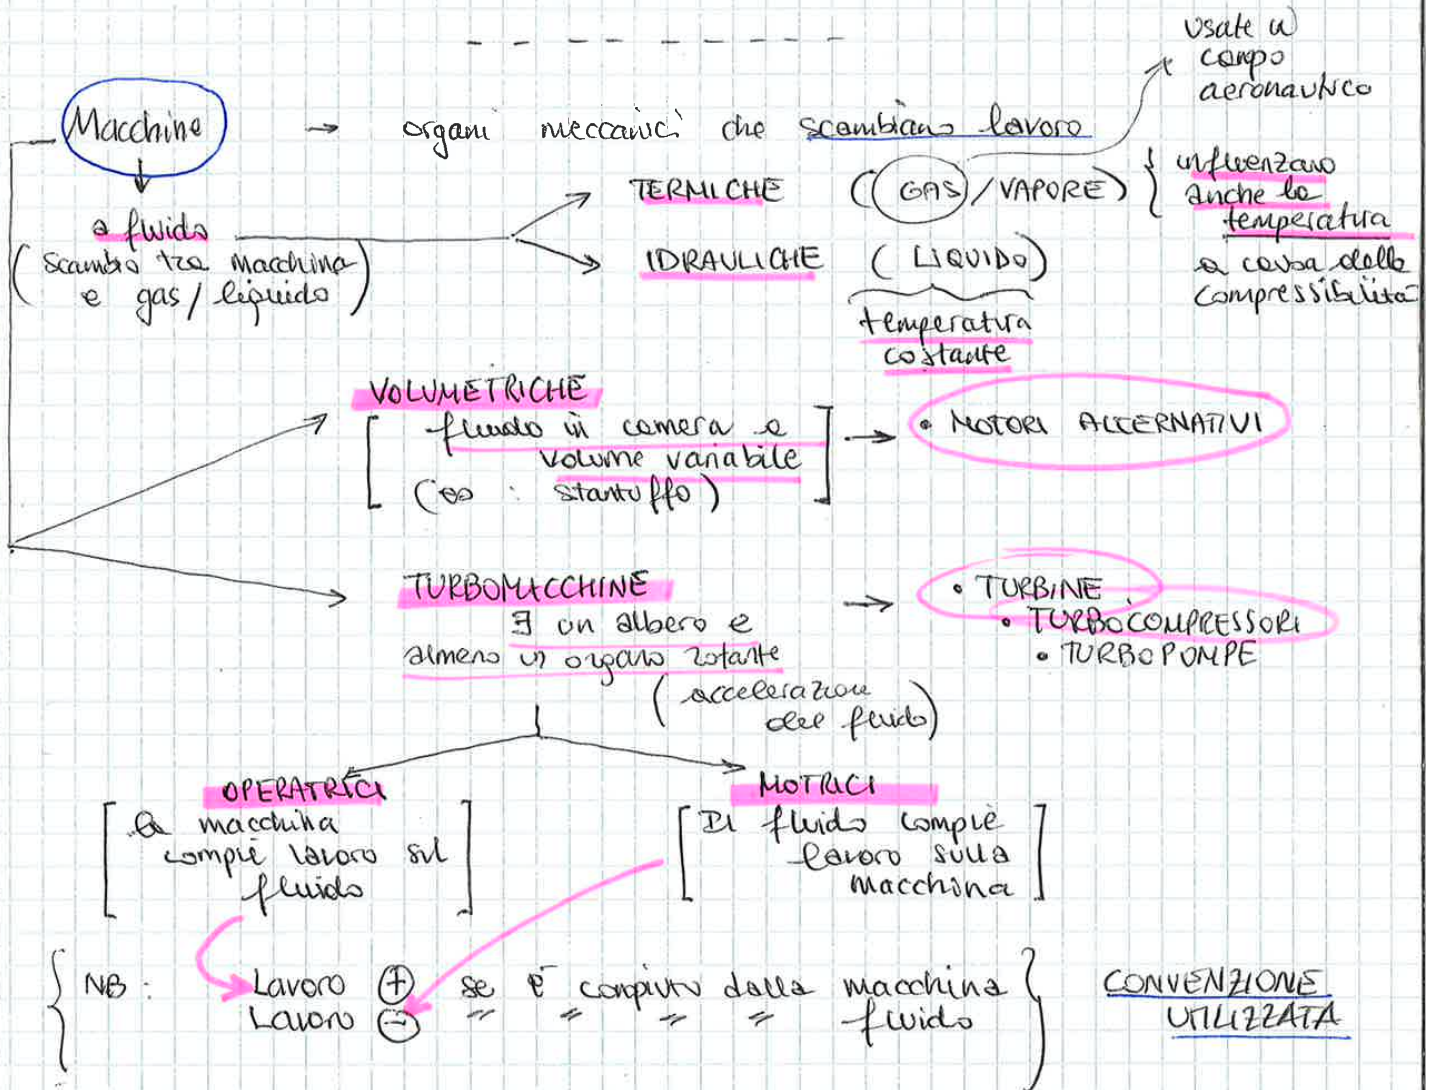 usate in
campo
aeronautico
Macchine → organi meccanici che scambiano lavoro
a fluido
(scambio tra macchina
e gas/liquido)
TERMICHE (GAS/VAPORE)
influenzano
anche la
temperatura
a causa della
compressibilità
IDRAULICHE (LIQUIDO)
temperatura
costante
VOLUMETRICHE
[fluido in camera a
volume variabile
(es : stantuffo)]
→ • MOTORI ALTERNATIVI
TURBOMACCHINE
∃ un albero e
almeno un organo rotante
(accelerazione
del fluido)
→ • TURBINE
• TURBOCOMPRESSORI
• TURBOPOMPE
OPERATRICI
[La macchina
compie lavoro sul
fluido]
MOTRICI
[Il fluido compie
lavoro sulla
macchina]
NB : Lavoro + se è compiuto dalla macchina
Lavoro - " " " " fluido
CONVENZIONE
UTILIZZATA